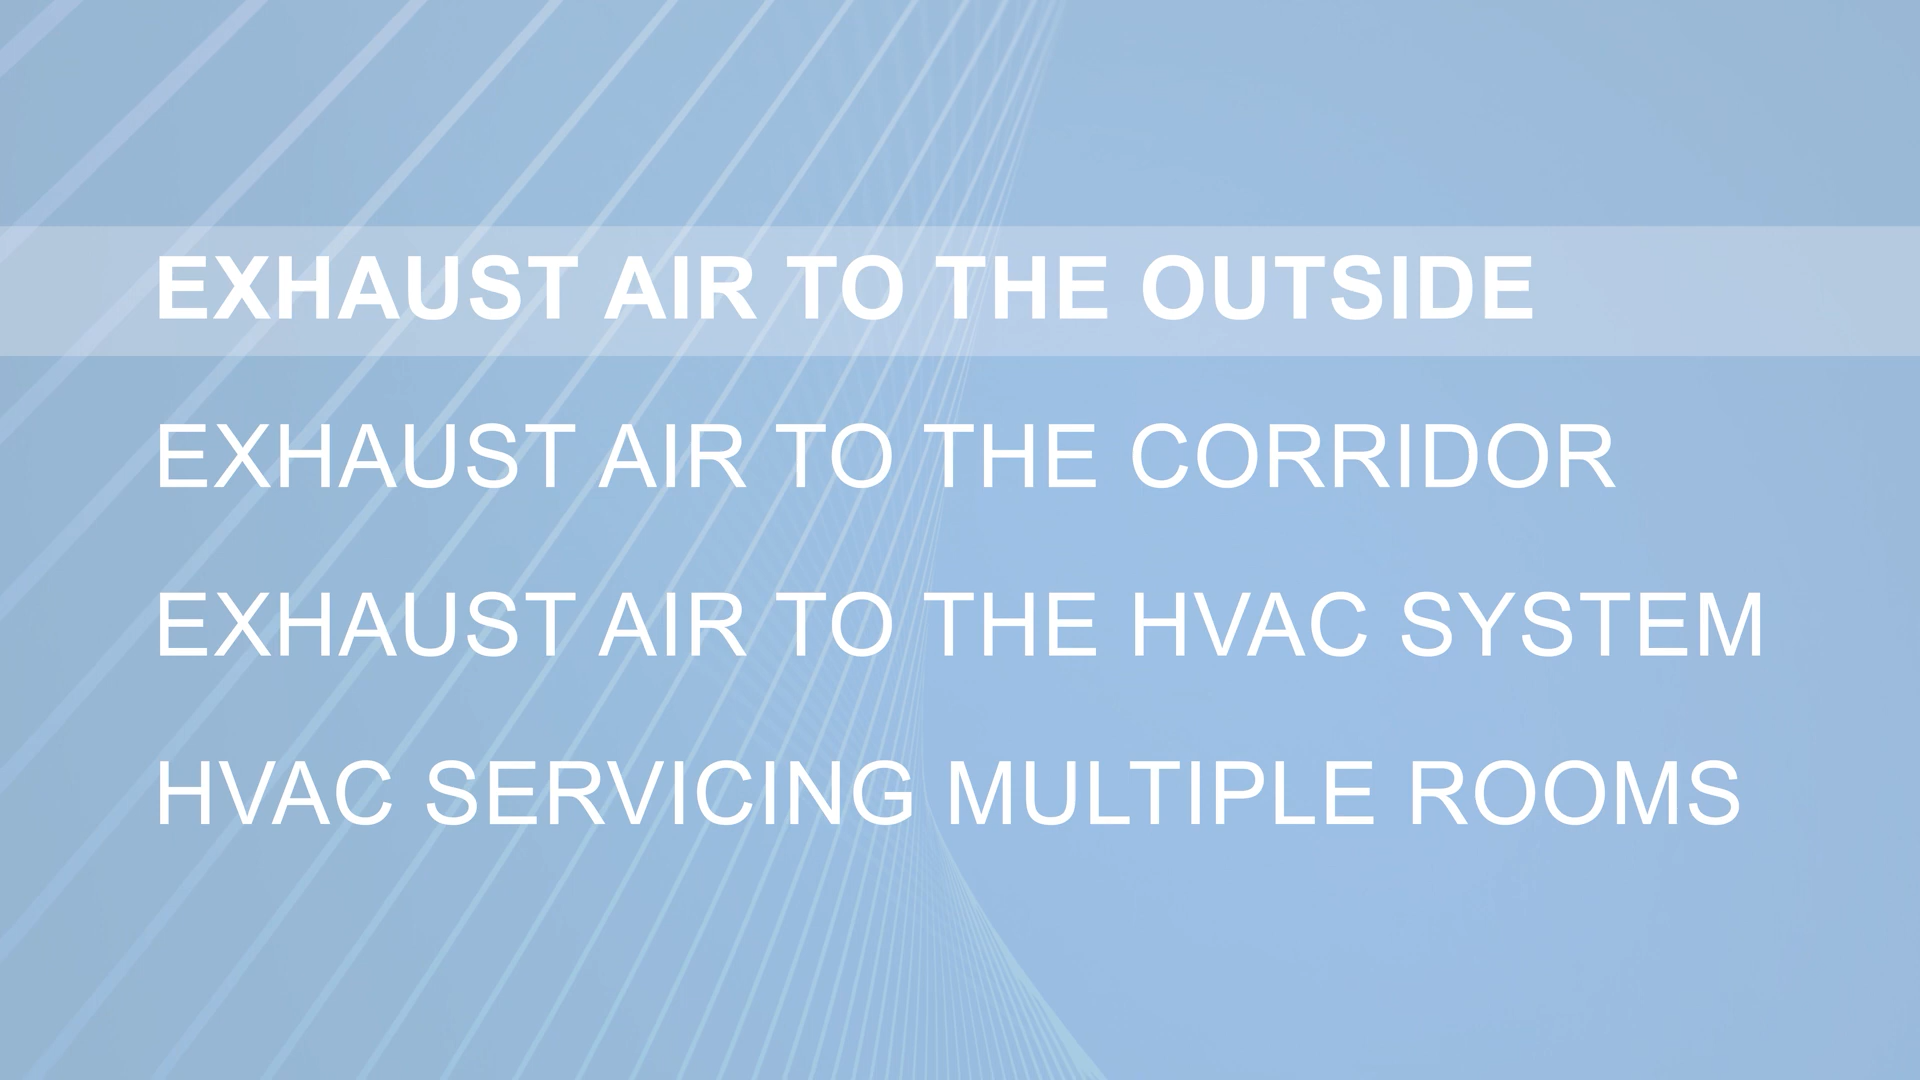 EXHAUST AIR TO THE OUTSIDE
EXHAUST AIR TO THE CORRIDOR
EXHAUST AIR TO THE HVAC SYSTEM
HVAC SERVICING MULTIPLE ROOMS